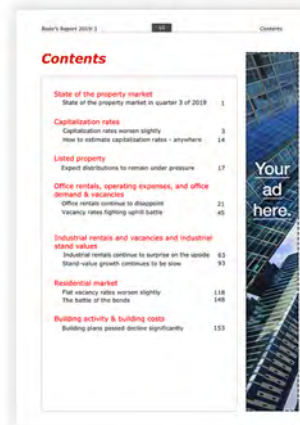 Rode's Report 2019:3
Contents
Contents
State of the property market
State of the property market in quarter 3 of 2019 1
Capitalization rates
Capitalization rates worsen slightly 3
How to estimate capitalization rates - anywhere 14
Listed property
Expect distributions to remain under pressure 17
Office rentals, operating expenses, and office
demand & vacancies
Office rentals continue to disappoint 21
Vacancy rates fighting uphill battle 45
Industrial rentals and vacancies and industrial
stand values
Industrial rentals continue to surprise on the upside 63
Stand-value growth continues to be slow 93
Residential market
Flat vacancy rates worsen slightly 118
The battle of the bonds 148
Building activity & building costs
Building plans passed decline significantly 153
Your
ad
here.